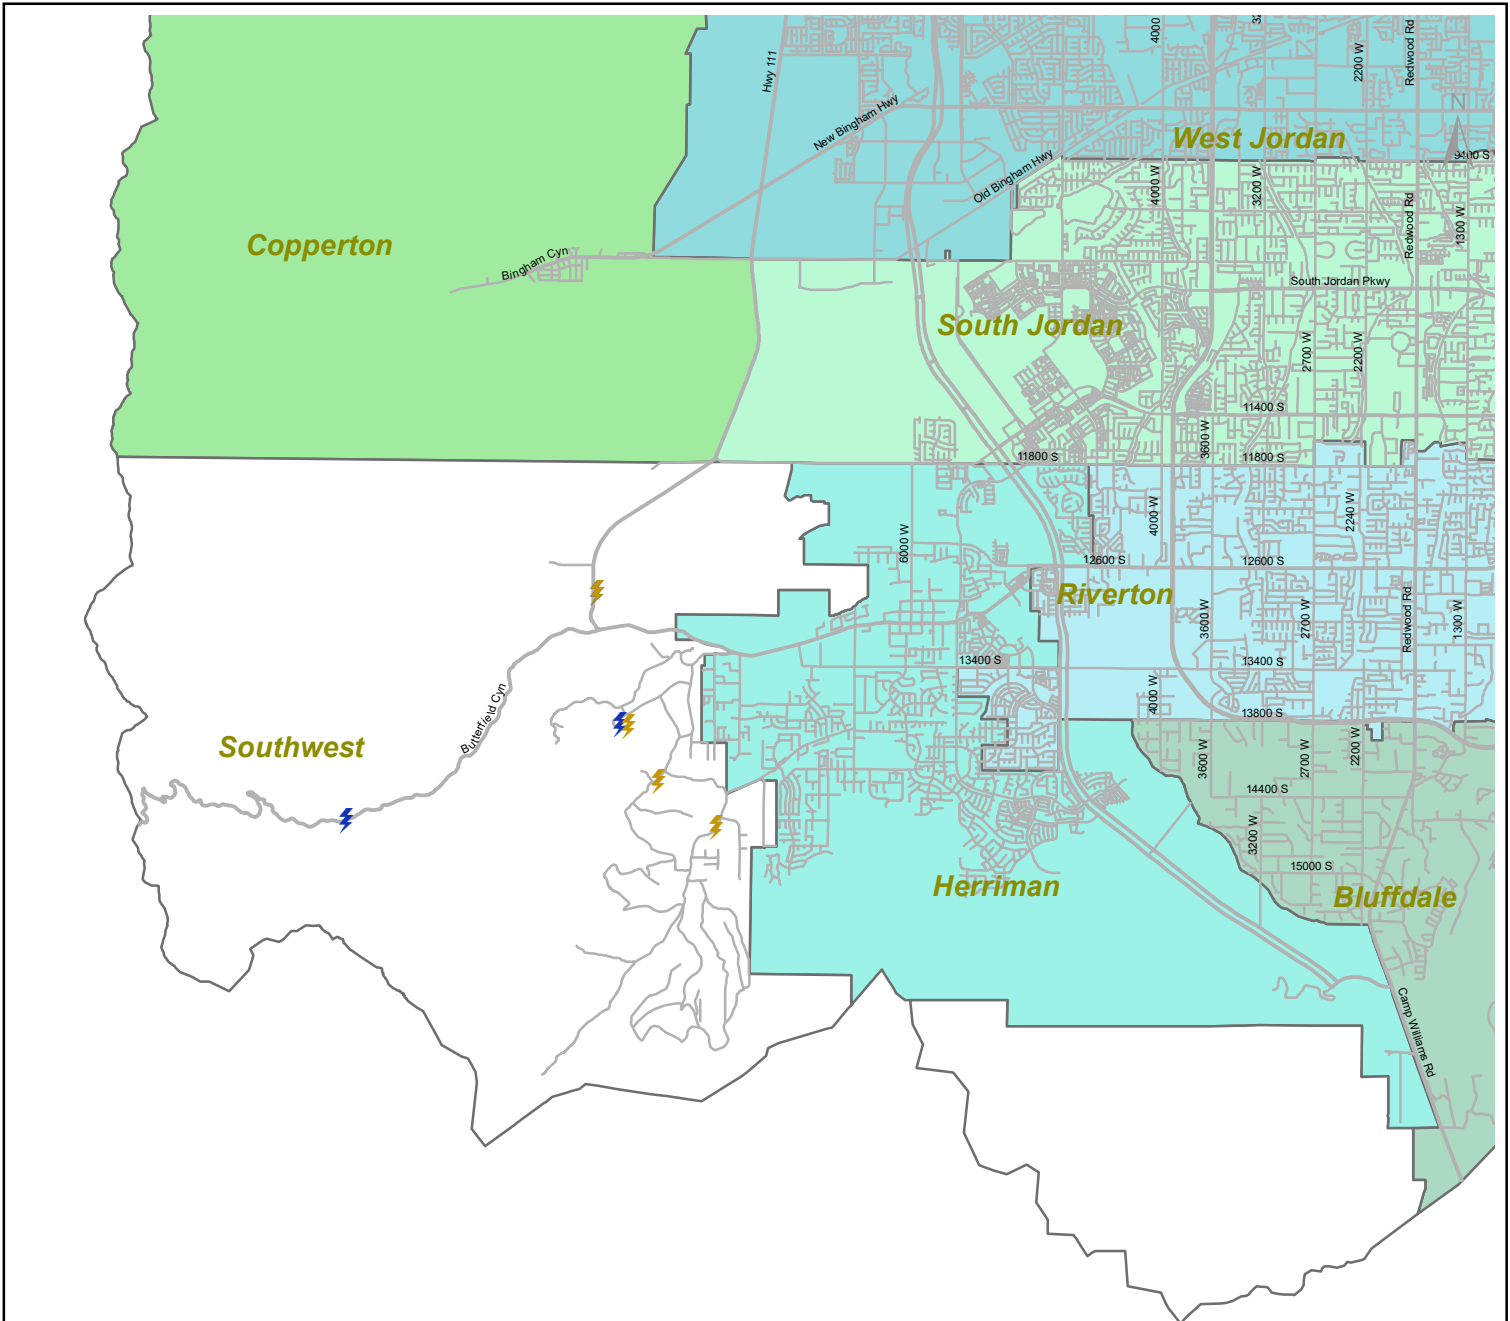 4000
32
2200 W
Redwood Rd
Hwy 111
New Bingham Hwy
N
West Jordan
9400 S
Old Bingham Hwy
4000 W
3200 W
Redwood Rd
1300 W
Copperton
Bingham Cyn
South Jordan Pkwy
South Jordan
2700 W
2200 W
11400 S
3600 W
11800 S
11800 S
6000 W
4000 W
2240 W
12600 S
12600 S
Riverton
3600 W
2700 W
Redwood Rd
1300 W
13400 S
13400 S
4000 W
13800 S
Butterfield Cyn
Southwest
3600 W
2700 W
2200 W
14400 S
3200 W
15000 S
Herriman
Bluffdale
Camp Williams Rd